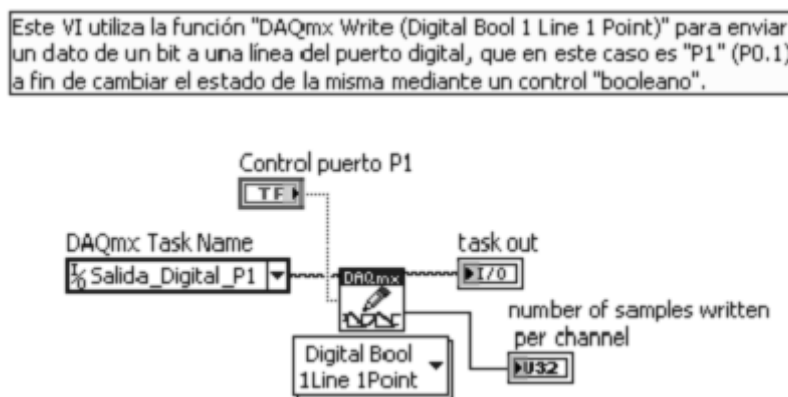 Este VI utiliza la función "DAQmx Write (Digital Bool 1 Line 1 Point)" para enviar
un dato de un bit a una línea del puerto digital, que en este caso es "P1" (P0.1)
a fin de cambiar el estado de la misma mediante un control "booleano".
Control puerto P1
TF
DAQmx Task Name
I/O Salida_Digital_P1
DAQmx
task out
I/O
number of samples written
per channel
U32
Digital Bool
1Line 1Point